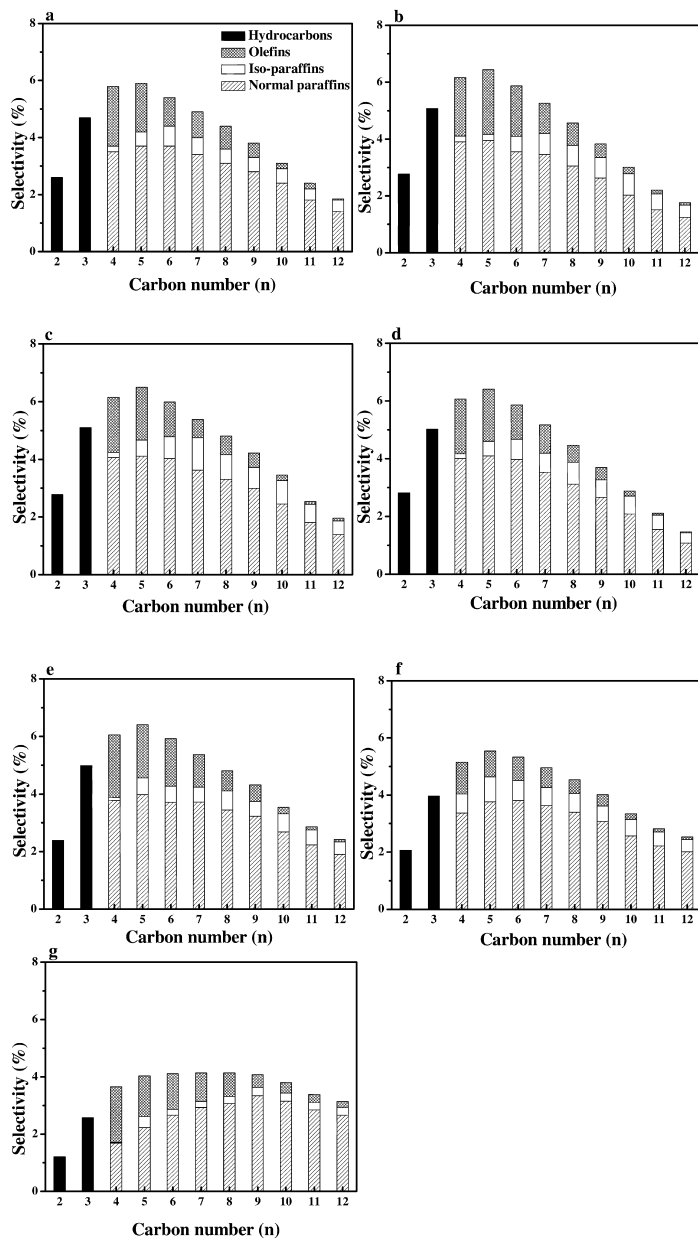 a
Hydrocarbons
Olefins
Iso-paraffins
Normal paraffins
8
6
4
2
0
Selectivity (%)
2 3 4 5 6 7 8 9 10 11 12
Carbon number (n)
b
8
6
4
2
0
Selectivity (%)
2 3 4 5 6 7 8 9 10 11 12
Carbon number (n)
c
8
6
4
2
0
Selectivity (%)
2 3 4 5 6 7 8 9 10 11 12
Carbon number (n)
d
8
6
4
2
0
Selectivity (%)
2 3 4 5 6 7 8 9 10 11 12
Carbon number (n)
e
8
6
4
2
0
Selectivity (%)
2 3 4 5 6 7 8 9 10 11 12
Carbon number (n)
f
8
6
4
2
0
Selectivity (%)
2 3 4 5 6 7 8 9 10 11 12
Carbon number (n)
g
8
6
4
2
0
Selectivity (%)
2 3 4 5 6 7 8 9 10 11 12
Carbon number (n)